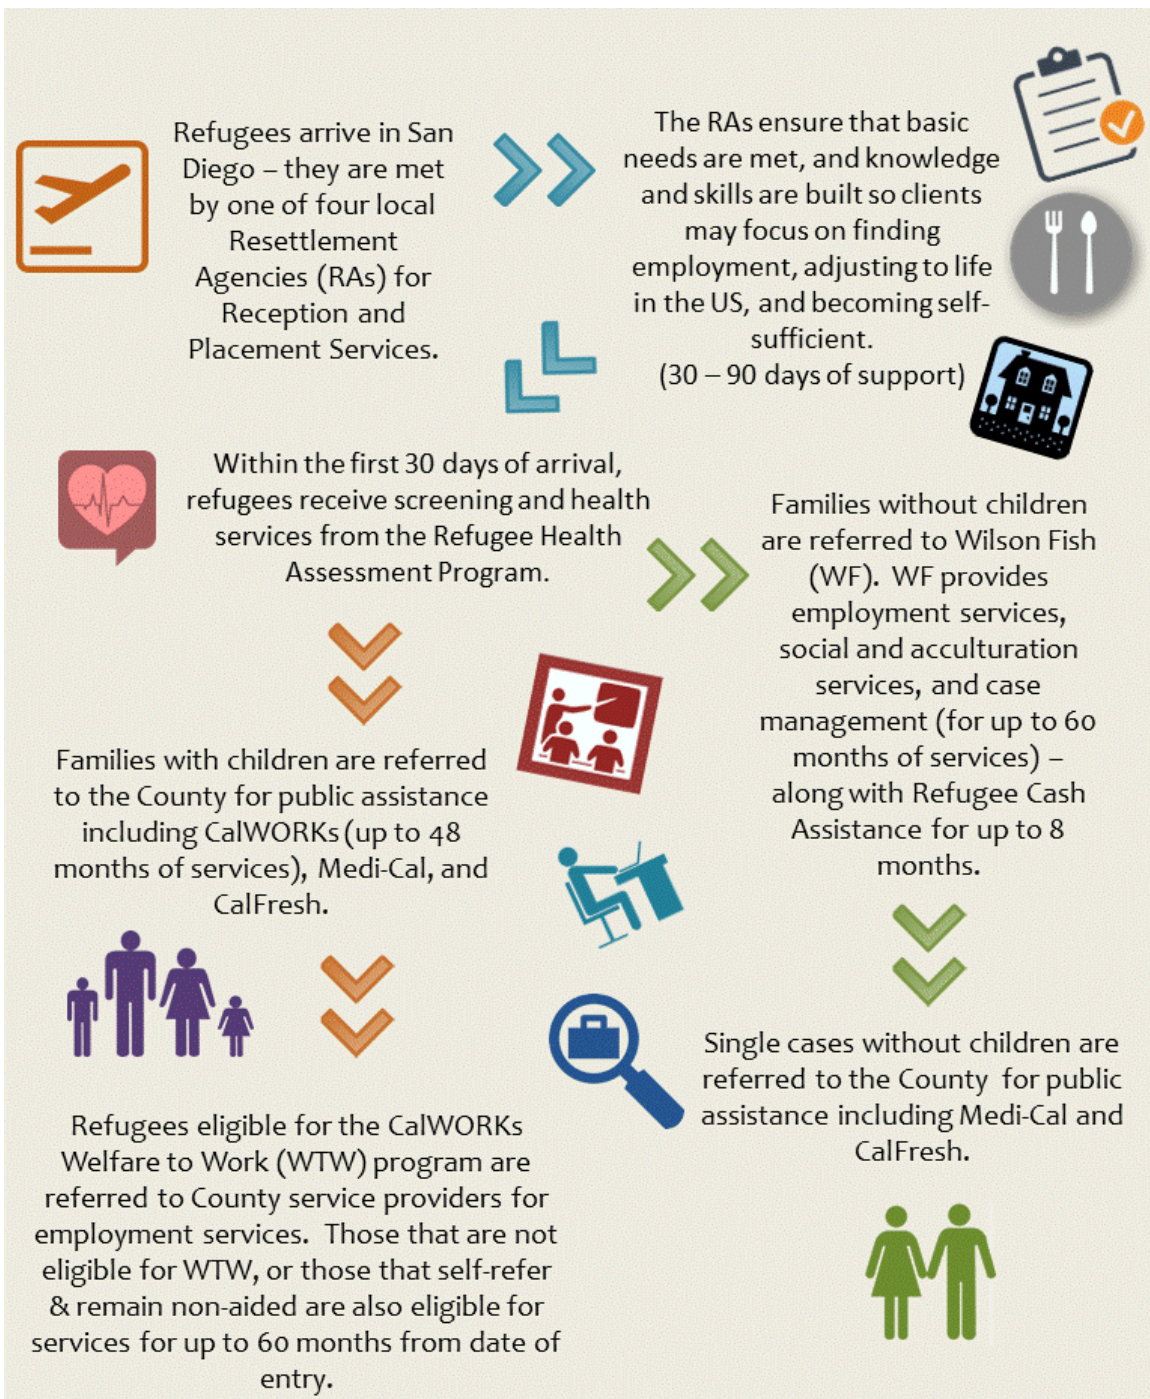 Refugees arrive in San
Diego – they are met
by one of four local
Resettlement
Agencies (RAs) for
Reception and
Placement Services.
The RAs ensure that basic
needs are met, and knowledge
and skills are built so clients
may focus on finding
employment, adjusting to life
in the US, and becoming self-
sufficient.
(30 – 90 days of support)
Within the first 30 days of arrival,
refugees receive screening and health
services from the Refugee Health
Assessment Program.
Families without children
are referred to Wilson Fish
(WF). WF provides
employment services,
social and acculturation
services, and case
management (for up to 60
months of services) –
along with Refugee Cash
Assistance for up to 8
months.
Families with children are referred
to the County for public assistance
including CalWORKs (up to 48
months of services), Medi-Cal, and
CalFresh.
Single cases without children are
referred to the County for public
assistance including Medi-Cal and
CalFresh.
Refugees eligible for the CalWORKs
Welfare to Work (WTW) program are
referred to County service providers for
employment services. Those that are not
eligible for WTW, or those that self-refer
& remain non-aided are also eligible for
services for up to 60 months from date of
entry.